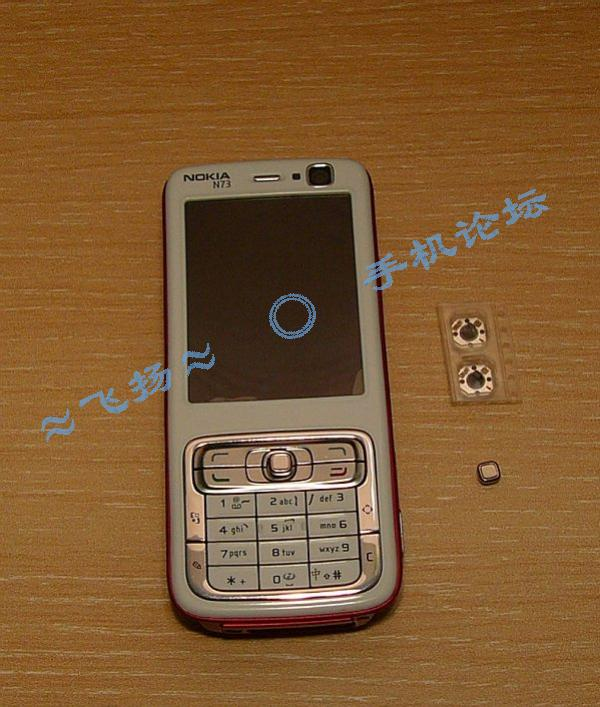 NOKIA
N73
手机论坛
~飞扬~
1
2 abc
/ def 3
4 ghi
5 jkl
mno 6
7 pqrs
8 tuv
wxyz 9
C
* +
0
中 #